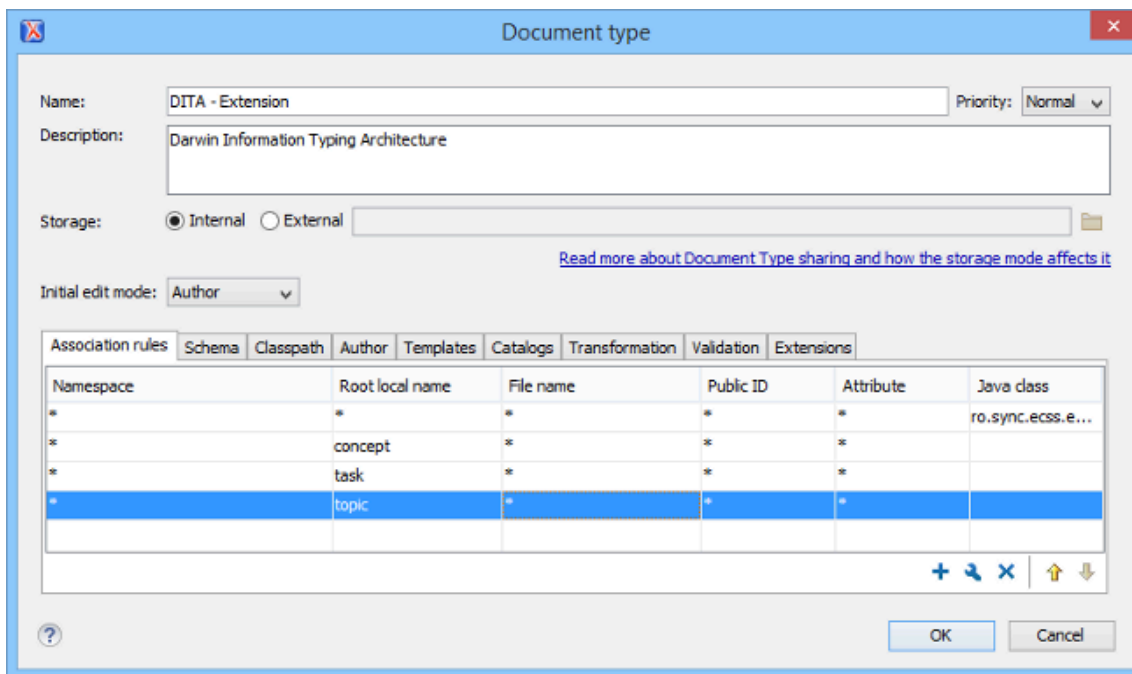 Document type
Name: DITA - Extension Priority: Normal
Description: Darwin Information Typing Architecture
Storage: Internal External
Read more about Document Type sharing and how the storage mode affects it
Initial edit mode: Author
Association rules Schema Classpath Author Templates Catalogs Transformation Validation Extensions
Namespace Root local name File name Public ID Attribute Java class
* * * * * ro.sync.ecss.e...
* concept * * *
* task * * *
* topic * * *
OK Cancel